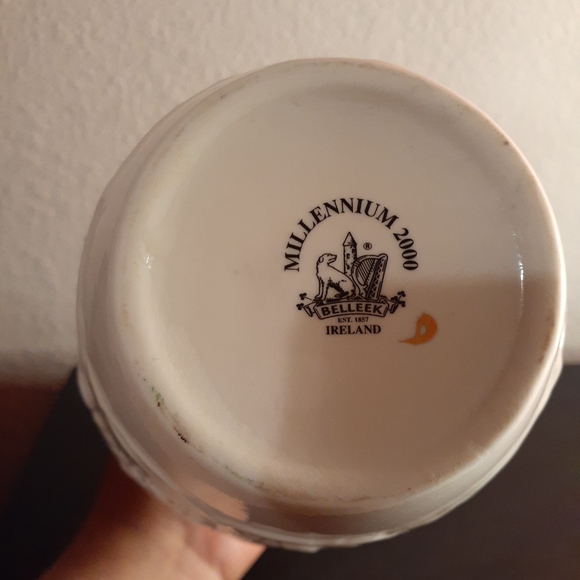 MILLENNIUM 2000
®
BELLEEK
EST. 1857
IRELAND